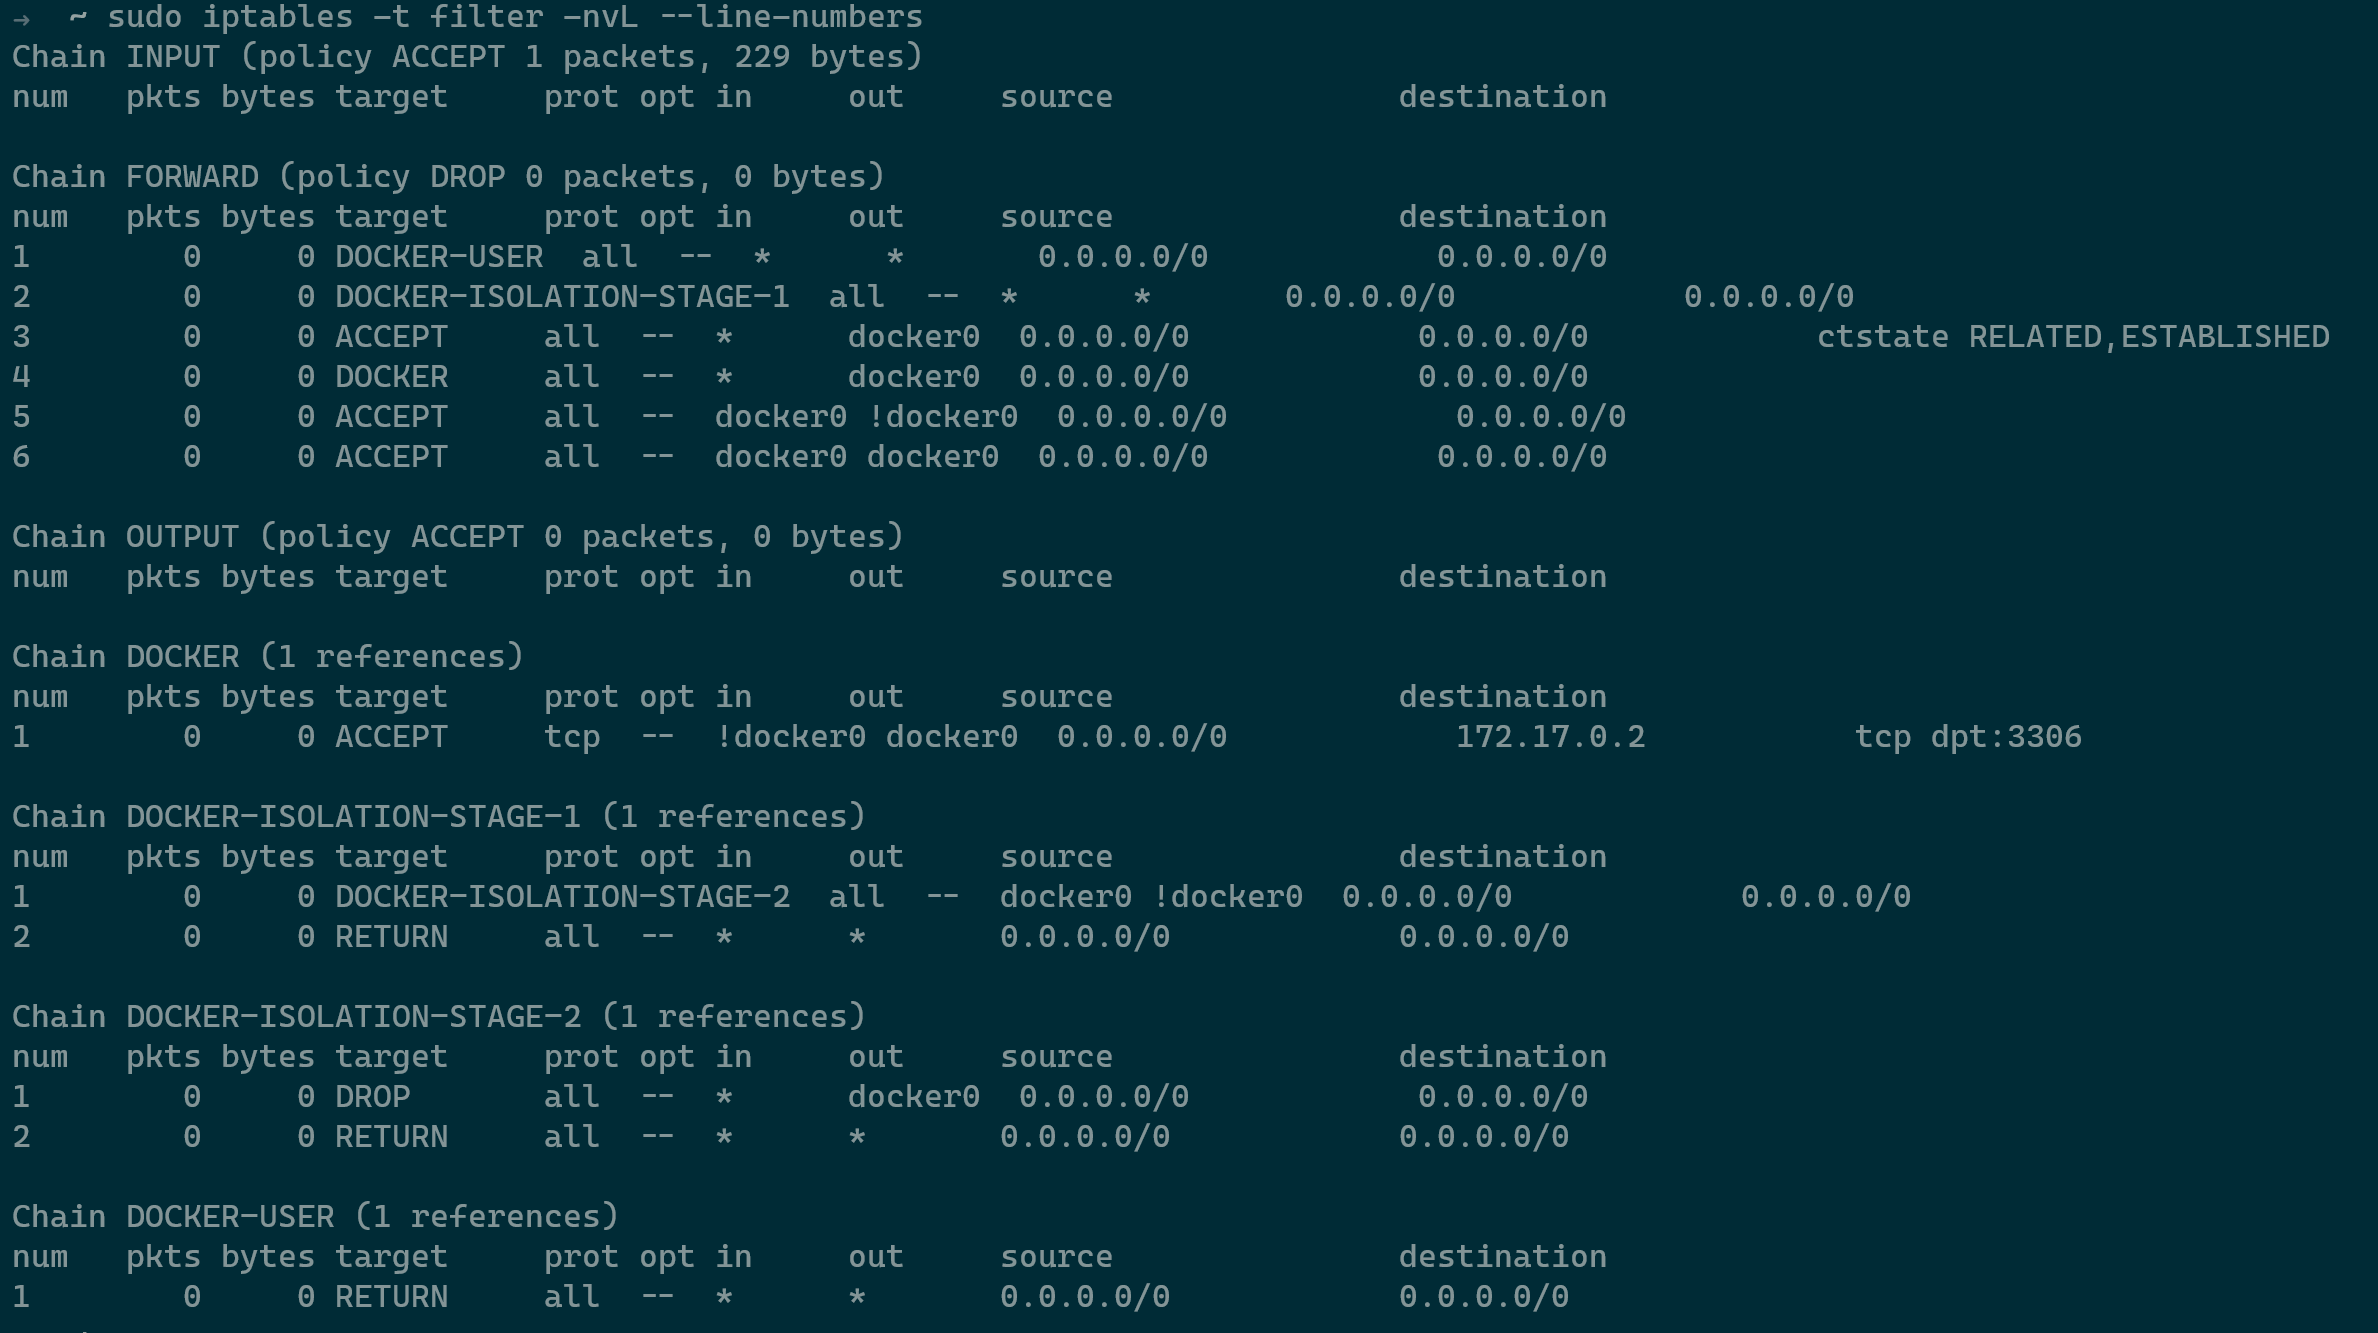 →  ~ sudo iptables -t filter -nvL --line-numbers
Chain INPUT (policy ACCEPT 1 packets, 229 bytes)
num   pkts bytes target     prot opt in     out     source               destination

Chain FORWARD (policy DROP 0 packets, 0 bytes)
num   pkts bytes target     prot opt in     out     source               destination
1        0     0 DOCKER-USER  all  --  *      *       0.0.0.0/0            0.0.0.0/0
2        0     0 DOCKER-ISOLATION-STAGE-1  all  --  *      *       0.0.0.0/0            0.0.0.0/0
3        0     0 ACCEPT     all  --  *      docker0  0.0.0.0/0            0.0.0.0/0            ctstate RELATED,ESTABLISHED
4        0     0 DOCKER     all  --  *      docker0  0.0.0.0/0            0.0.0.0/0
5        0     0 ACCEPT     all  --  docker0 !docker0  0.0.0.0/0            0.0.0.0/0
6        0     0 ACCEPT     all  --  docker0 docker0  0.0.0.0/0            0.0.0.0/0

Chain OUTPUT (policy ACCEPT 0 packets, 0 bytes)
num   pkts bytes target     prot opt in     out     source               destination

Chain DOCKER (1 references)
num   pkts bytes target     prot opt in     out     source               destination
1        0     0 ACCEPT     tcp  --  !docker0 docker0  0.0.0.0/0            172.17.0.2           tcp dpt:3306

Chain DOCKER-ISOLATION-STAGE-1 (1 references)
num   pkts bytes target     prot opt in     out     source               destination
1        0     0 DOCKER-ISOLATION-STAGE-2  all  --  docker0 !docker0  0.0.0.0/0            0.0.0.0/0
2        0     0 RETURN     all  --  *      *       0.0.0.0/0            0.0.0.0/0

Chain DOCKER-ISOLATION-STAGE-2 (1 references)
num   pkts bytes target     prot opt in     out     source               destination
1        0     0 DROP       all  --  *      docker0  0.0.0.0/0            0.0.0.0/0
2        0     0 RETURN     all  --  *      *       0.0.0.0/0            0.0.0.0/0

Chain DOCKER-USER (1 references)
num   pkts bytes target     prot opt in     out     source               destination
1        0     0 RETURN     all  --  *      *       0.0.0.0/0            0.0.0.0/0